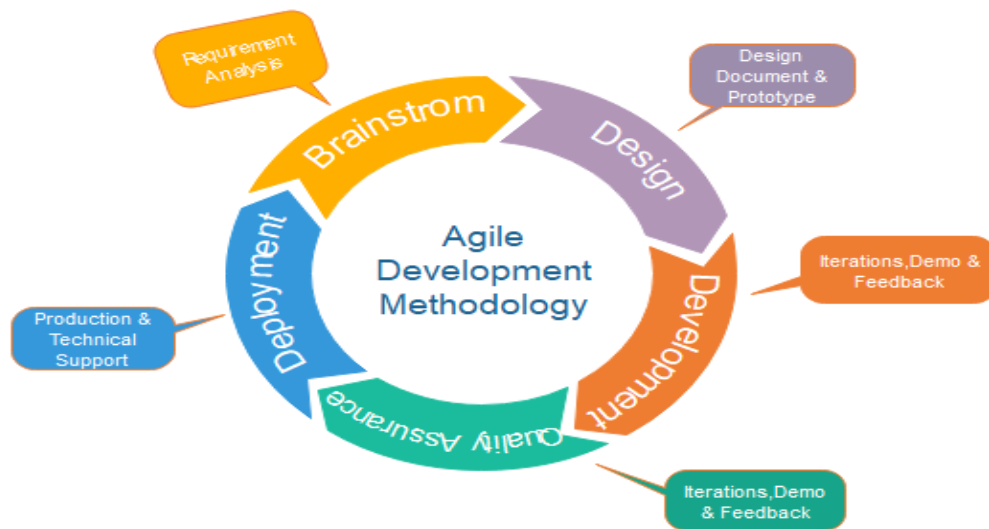 Requirement
Analysis
Brainstrom
Design
Document &
Prototype
Design
Agile
Development
Methodology
Iterations,Demo &
Feedback
Development
Production &
Technical
Support
Deployment
Quality Assurance
Iterations,Demo
& Feedback